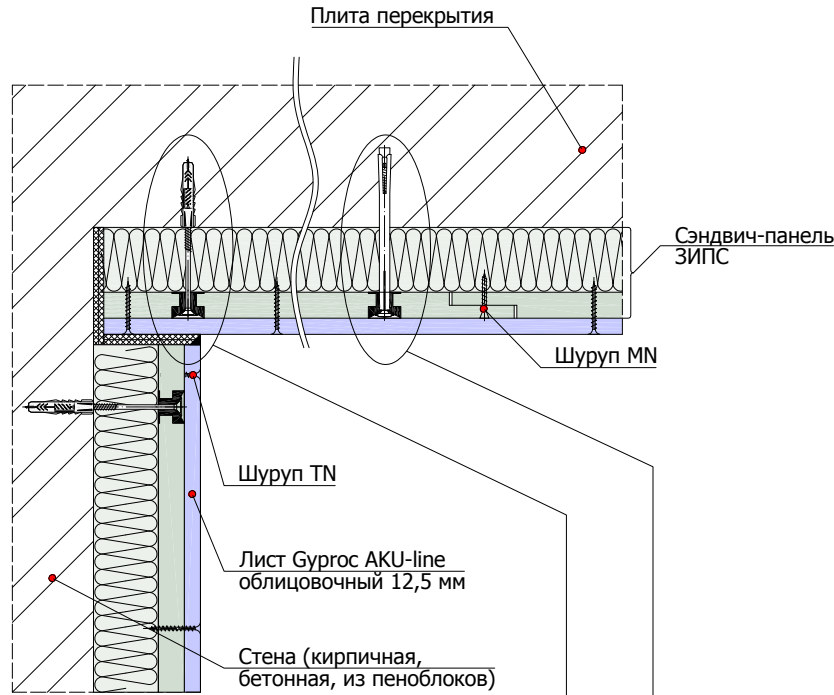 Плита перекрытия
Сэндвич-панель
ЗИПС
Шуруп MN
Шуруп TN
Лист Gyproc AKU-line
облицовочный 12,5 мм
Стена (кирпичная,
бетонная, из пеноблоков)